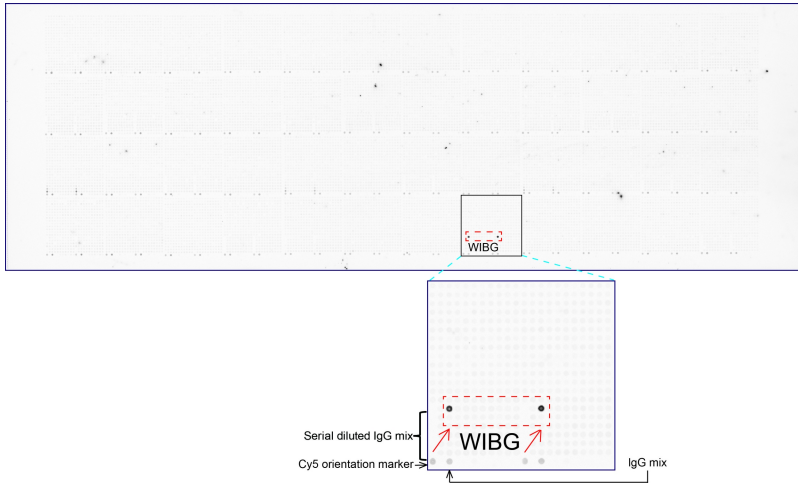 WIBG
WIBG
Serial diluted IgG mix
Cy5 orientation marker
IgG mix